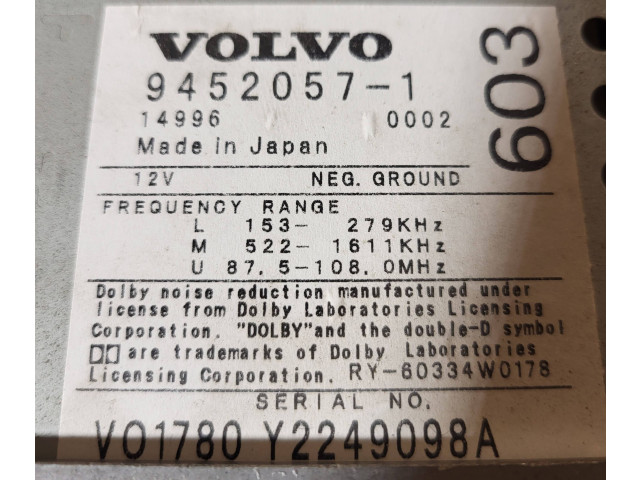 VOLVO
9452057-1
14996 0002
Made in Japan
603
12V NEG. GROUND
FREQUENCY RANGE
L 153- 279KHz
M 522- 1611KHz
U 87.5-108.0MHz
Dolby noise reduction manufactured under
license from Dolby Laboratories Licensing
Corporation. "DOLBY"and the double-D symbol
are trademarks of Dolby Laboratories
Licensing Corporation. RY-60334W0178
SERIAL NO.
VO1780 Y2249098A